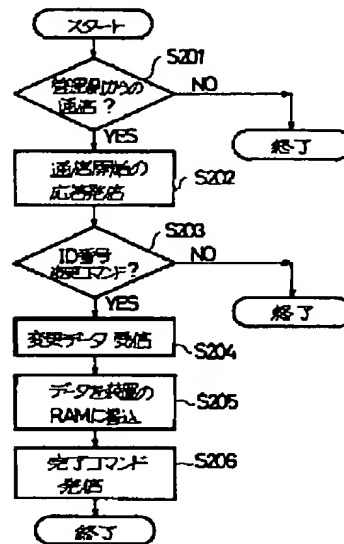 スタート
S201
管理側からの
通信?
NO
YES
終了
通信開始の
応答発信
S202
S203
ID番号
変更コマンド?
NO
YES
終了
変更データ 受信
S204
データを装置の
RAMに書込
S205
完了コマンド
発信
S206
終了